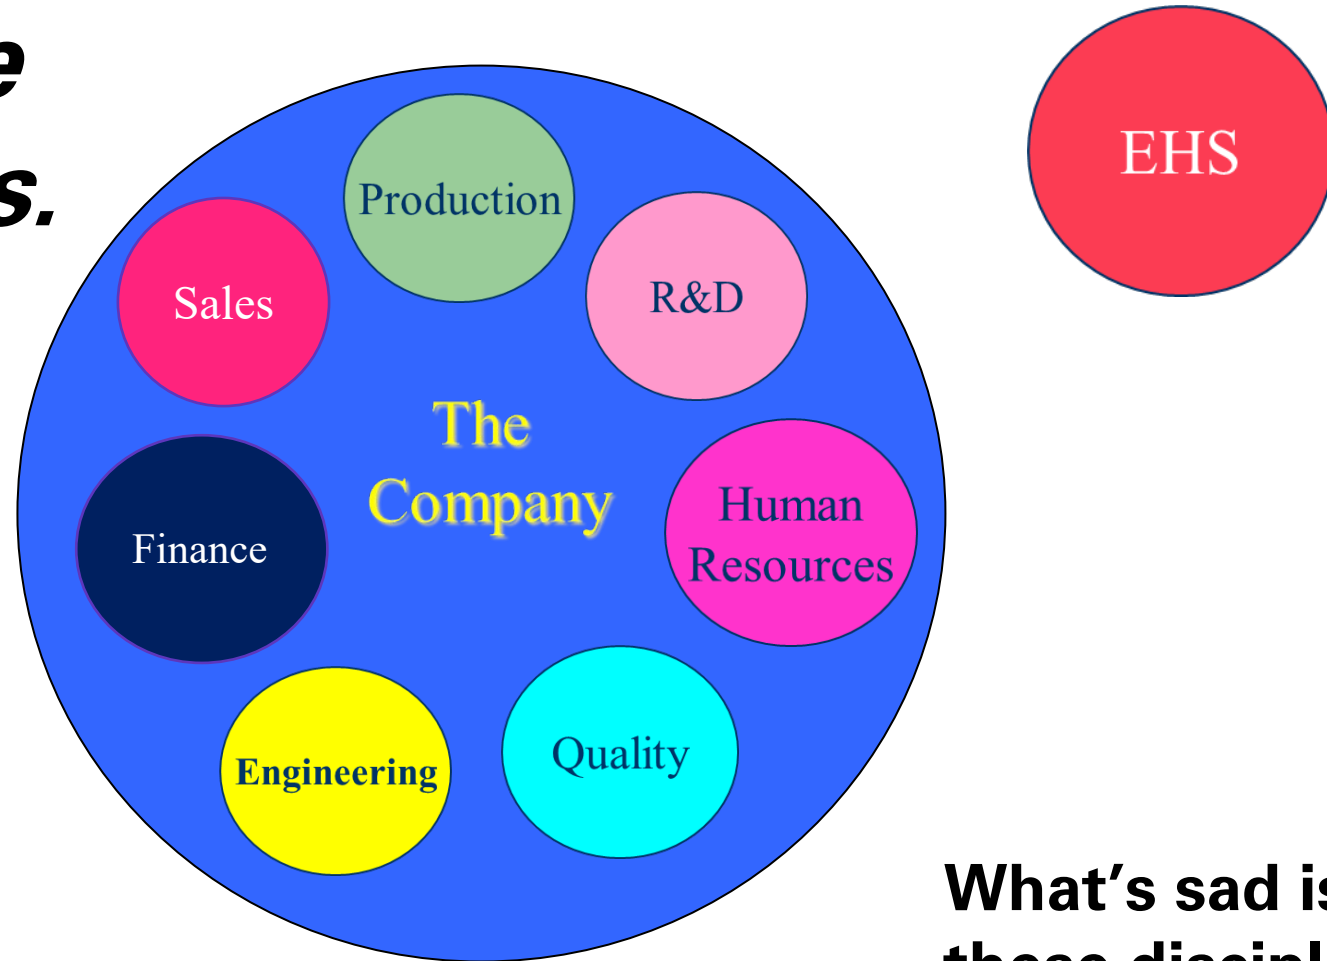 EHS
s.
Production
Sales
R&D
The
Company
Human
Resources
Finance
Quality
Engineering
What’s sad is